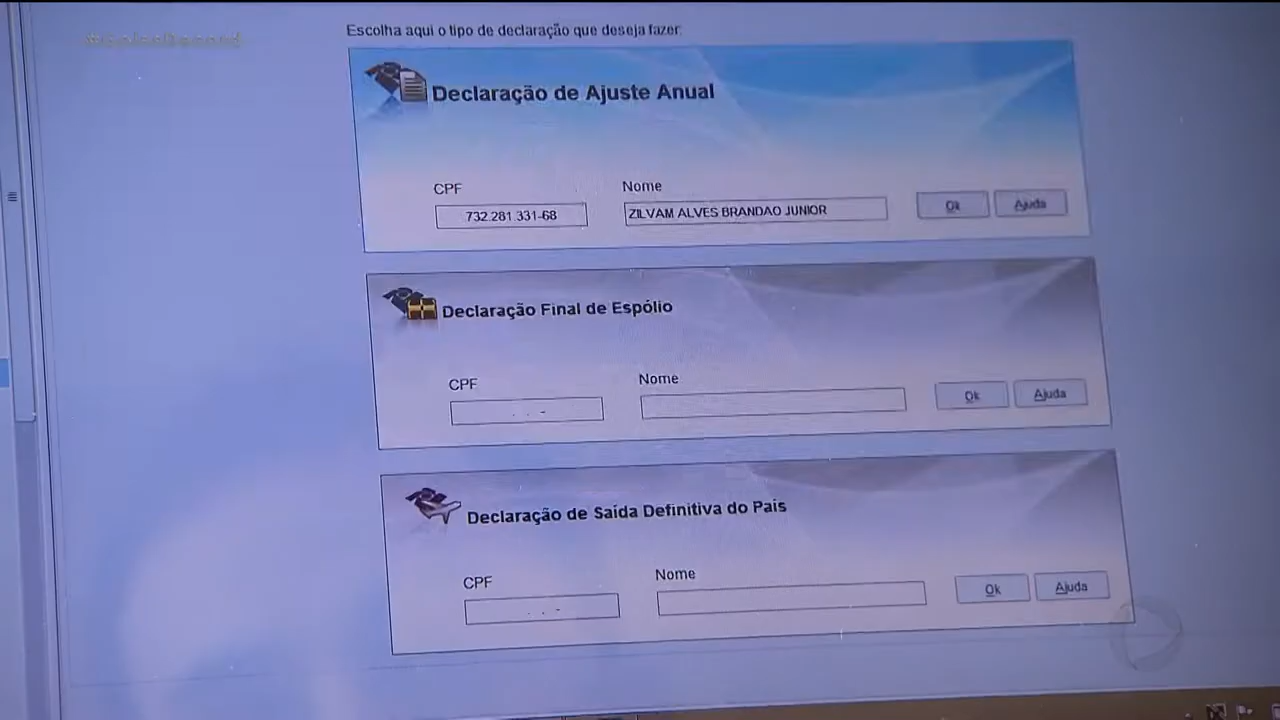 Escolha aqui o tipo de declaração que deseja fazer:
Declaração de Ajuste Anual
CPF
Nome
732.281.331-68
ZILVAM ALVES BRANDAO JUNIOR
Ok
Ajuda
Declaração Final de Espólio
CPF
Nome
. . -
Ok
Ajuda
Declaração de Saída Definitiva do País
CPF
Nome
. . -
Ok
Ajuda